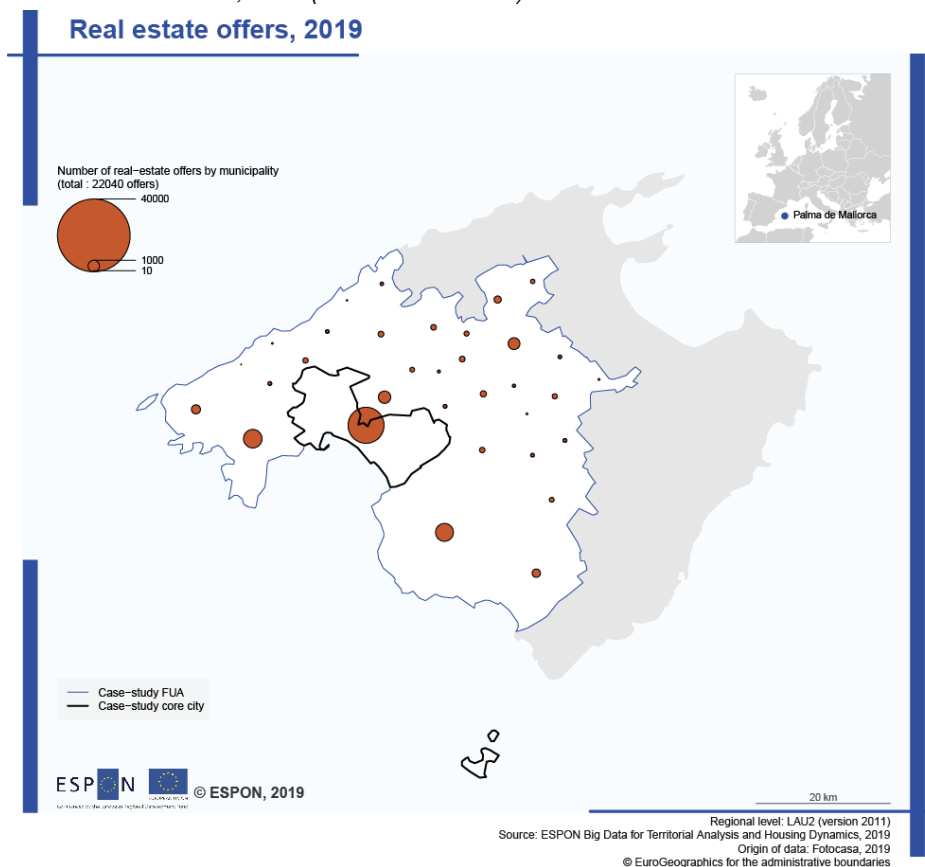 Real estate offers, 2019
Number of real−estate offers by municipality
(total : 22040 offers)
40000
1000
10
Palma de Mallorca
Case−study FUA
Case−study core city
ESPON
© ESPON, 2019
20 km
Regional level: LAU2 (version 2011)
Source: ESPON Big Data for Territorial Analysis and Housing Dynamics, 2019
Origin of data: Fotocasa, 2019
© EuroGeographics for the administrative boundaries